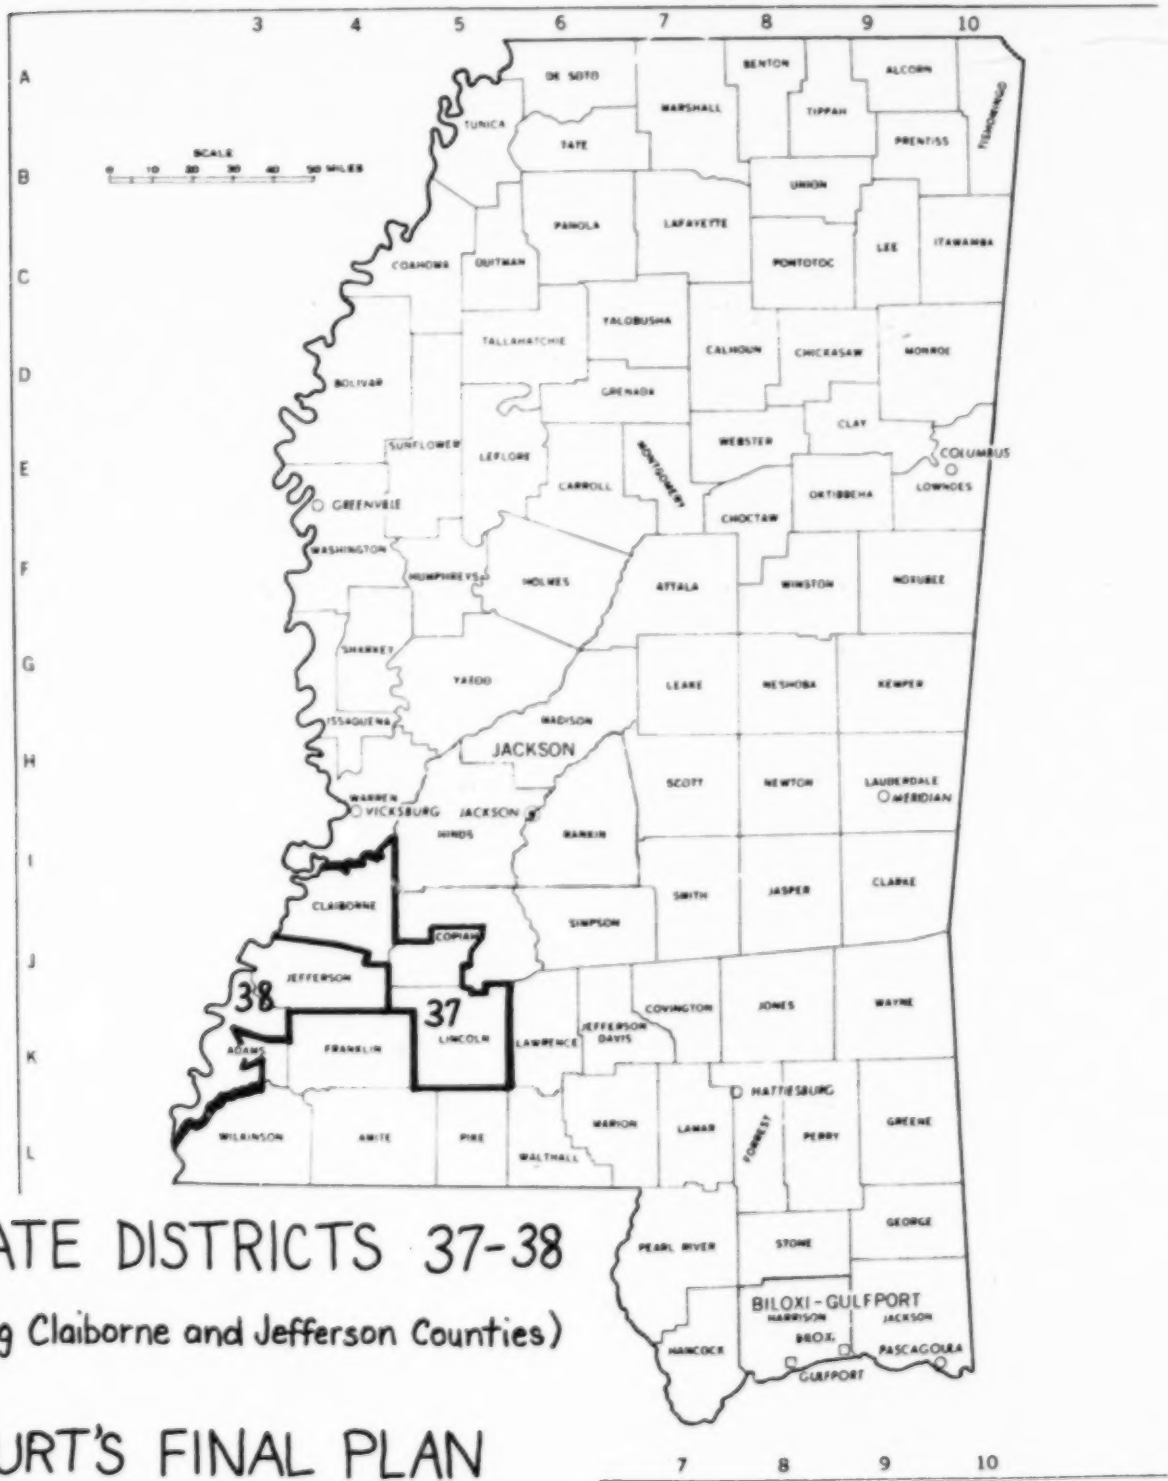 3 4 5 6 7 8 9 10
A
DE SOTO
BENTON
ALCORN
TISHOMINGO
MARSHALL
TIPPAH
TUNICA
TATE
PRENTISS
SCALE
0 10 20 30 40 50 MILES
B
UNION
PANOLA
LAFAYETTE
LEE
ITAWAMBA
COAHOMA
QUITMAN
PONTOTOC
C
YALOBUSHA
TALLAHATCHIE
CALHOUN
CHICKASAW
MONROE
D
BOLIVAR
GRENADA
CLAY
SUNFLOWER
LEFLORE
WEBSTER
COLUMBUS
E
MONTGOMERY
CARROLL
OKTIBBEHA
LOWNDES
GREENVILLE
CHOCTAW
WASHINGTON
F
HUMPHREYS
HOLMES
ATTALA
WINSTON
NOXUBEE
SHARKEY
G
YAZOO
LEAKE
NESHOBA
KEMPER
ISSAQUENA
MADISON
JACKSON
H
SCOTT
NEWTON
LAUDERDALE
MERIDIAN
WARREN
VICKSBURG
JACKSON
HINDS
RANKIN
I
SMITH
JASPER
CLARKE
CLAIBORNE
SIMPSON
COPIAH
J
JEFFERSON
38
37
COVINGTON
JONES
WAYNE
JEFFERSON
DAVIS
LINCOLN
LAWRENCE
K
ADAMS
FRANKLIN
HATTIESBURG
MARION
LAMAR
FORREST
PERRY
GREENE
WILKINSON
AMITE
PIKE
L
WALTHALL
GEORGE
ATE DISTRICTS 37-38
PEARL RIVER
STONE
BILOXI-GULFPORT
HARRISON
JACKSON
g Claiborne and Jefferson Counties)
BILOXI
HANCOCK
PASCAGOULA
GULFPORT
URT'S FINAL PLAN
7 8 9 10